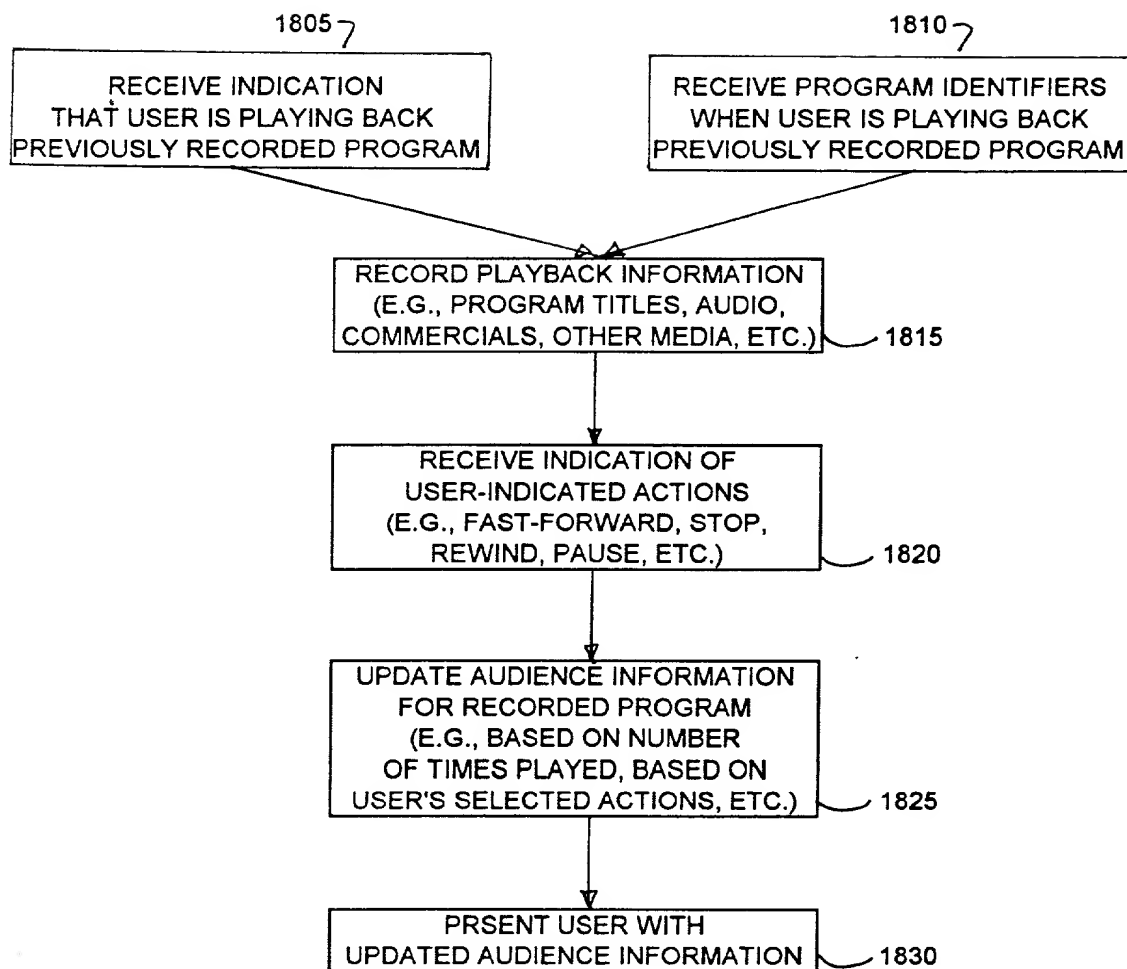 1805
RECEIVE INDICATION
THAT USER IS PLAYING BACK
PREVIOUSLY RECORDED PROGRAM
1810
RECEIVE PROGRAM IDENTIFIERS
WHEN USER IS PLAYING BACK
PREVIOUSLY RECORDED PROGRAM
RECORD PLAYBACK INFORMATION
(E.G., PROGRAM TITLES, AUDIO,
COMMERCIALS, OTHER MEDIA, ETC.)
1815
RECEIVE INDICATION OF
USER-INDICATED ACTIONS
(E.G., FAST-FORWARD, STOP,
REWIND, PAUSE, ETC.)
1820
UPDATE AUDIENCE INFORMATION
FOR RECORDED PROGRAM
(E.G., BASED ON NUMBER
OF TIMES PLAYED, BASED ON
USER'S SELECTED ACTIONS, ETC.)
1825
PRSENT USER WITH
UPDATED AUDIENCE INFORMATION
1830